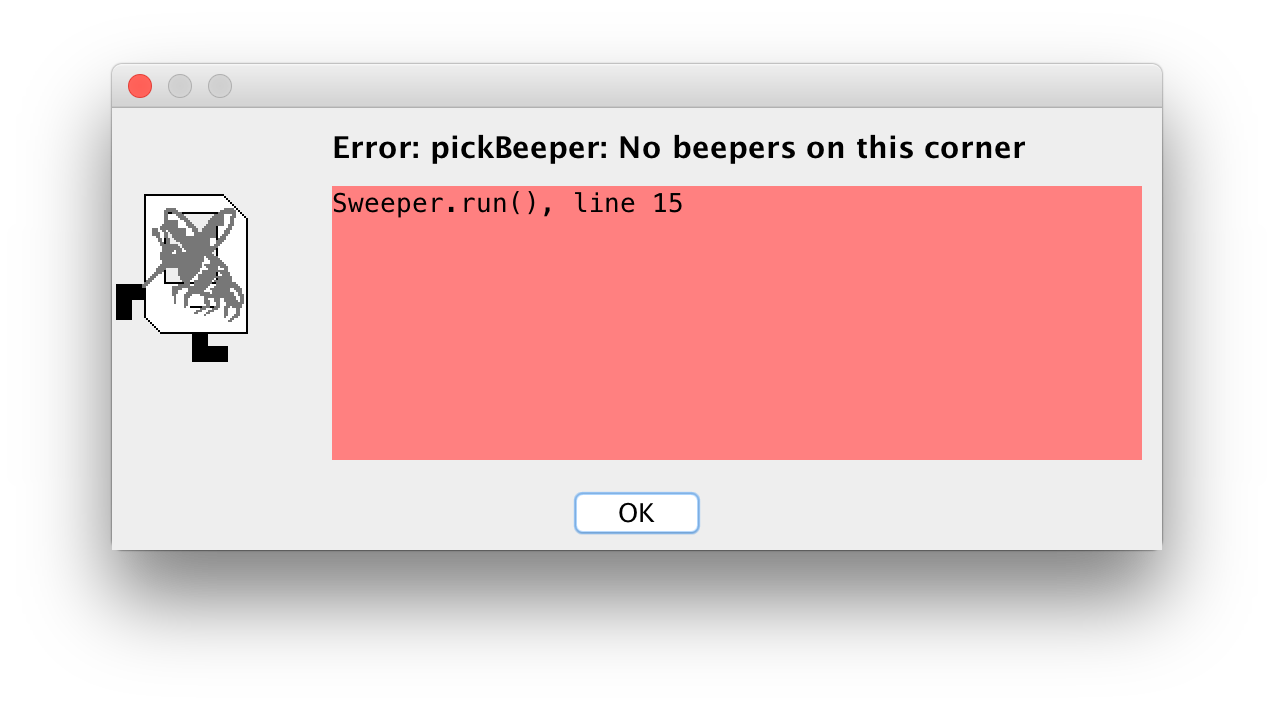 Error: pickBeeper: No beepers on this corner
Sweeper.run(), line 15
OK